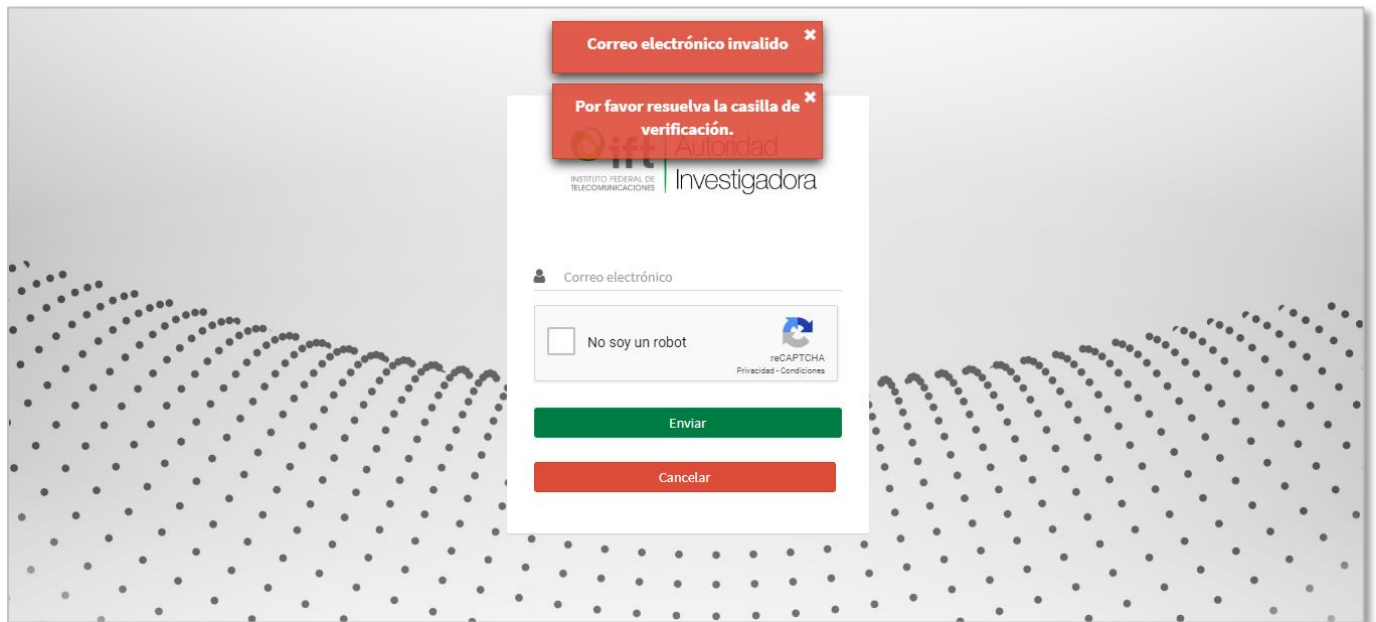 Correo electrónico invalido
Por favor resuelva la casilla de
verificación.
ift
Autoridad
INSTITUTO FEDERAL DE
TELECOMUNICACIONES
Investigadora
Correo electrónico
No soy un robot
reCAPTCHA
Privacidad - Condiciones
Enviar
Cancelar